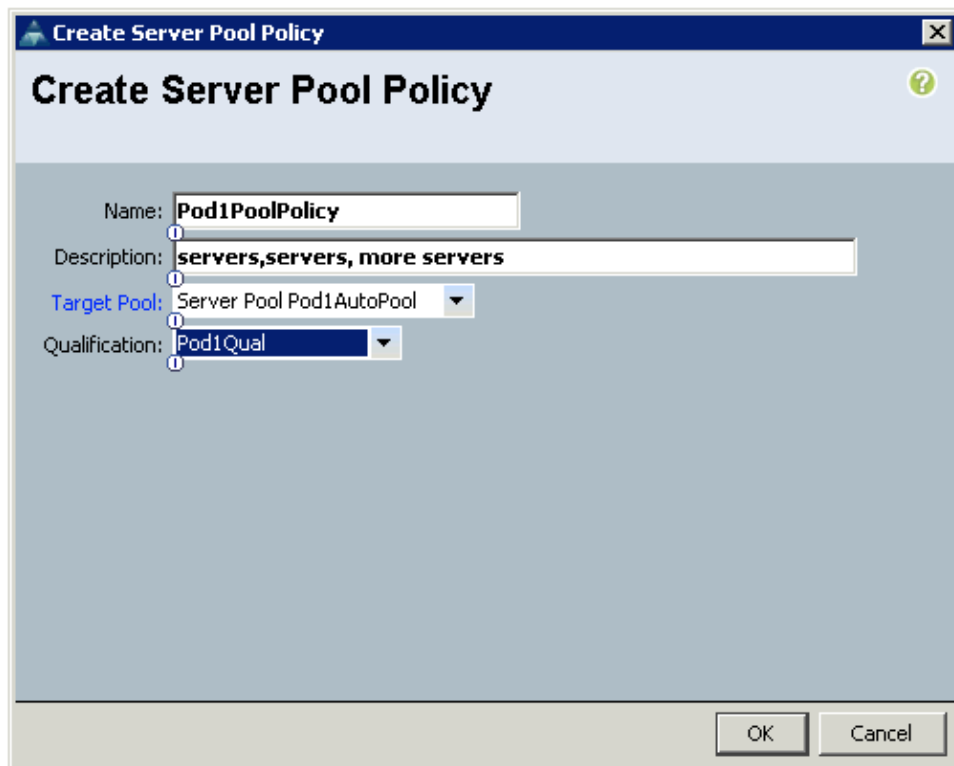 Create Server Pool Policy
Create Server Pool Policy
?
Name: Pod1PoolPolicy
Description: servers,servers, more servers
Target Pool: Server Pool Pod1AutoPool
Qualification: Pod1Qual
OK Cancel